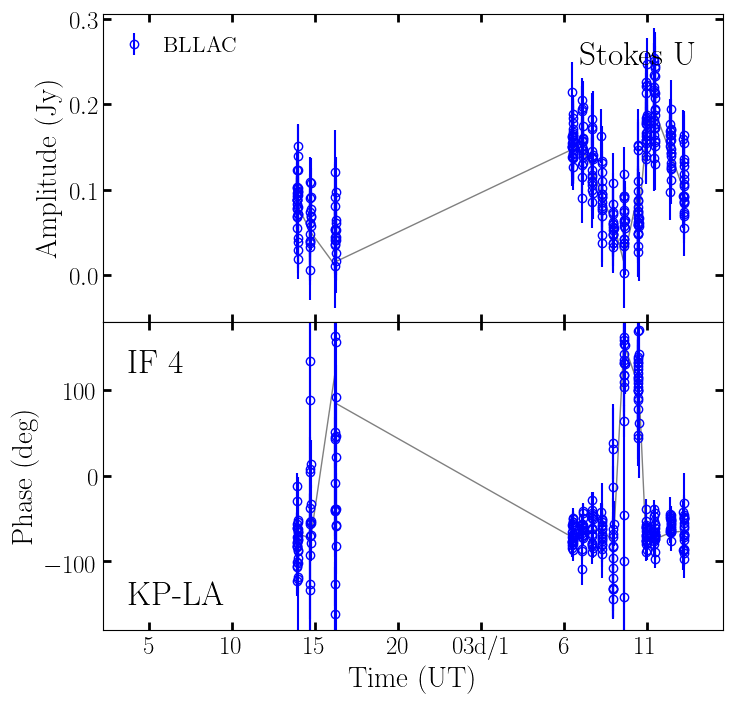 0.3
BLLAC
Stokes U
0.2
0.1
0.0
Amplitude (Jy)
IF 4
100
0
−100
Phase (deg)
KP-LA
5 10 15 20 03d/1 6 11
Time (UT)